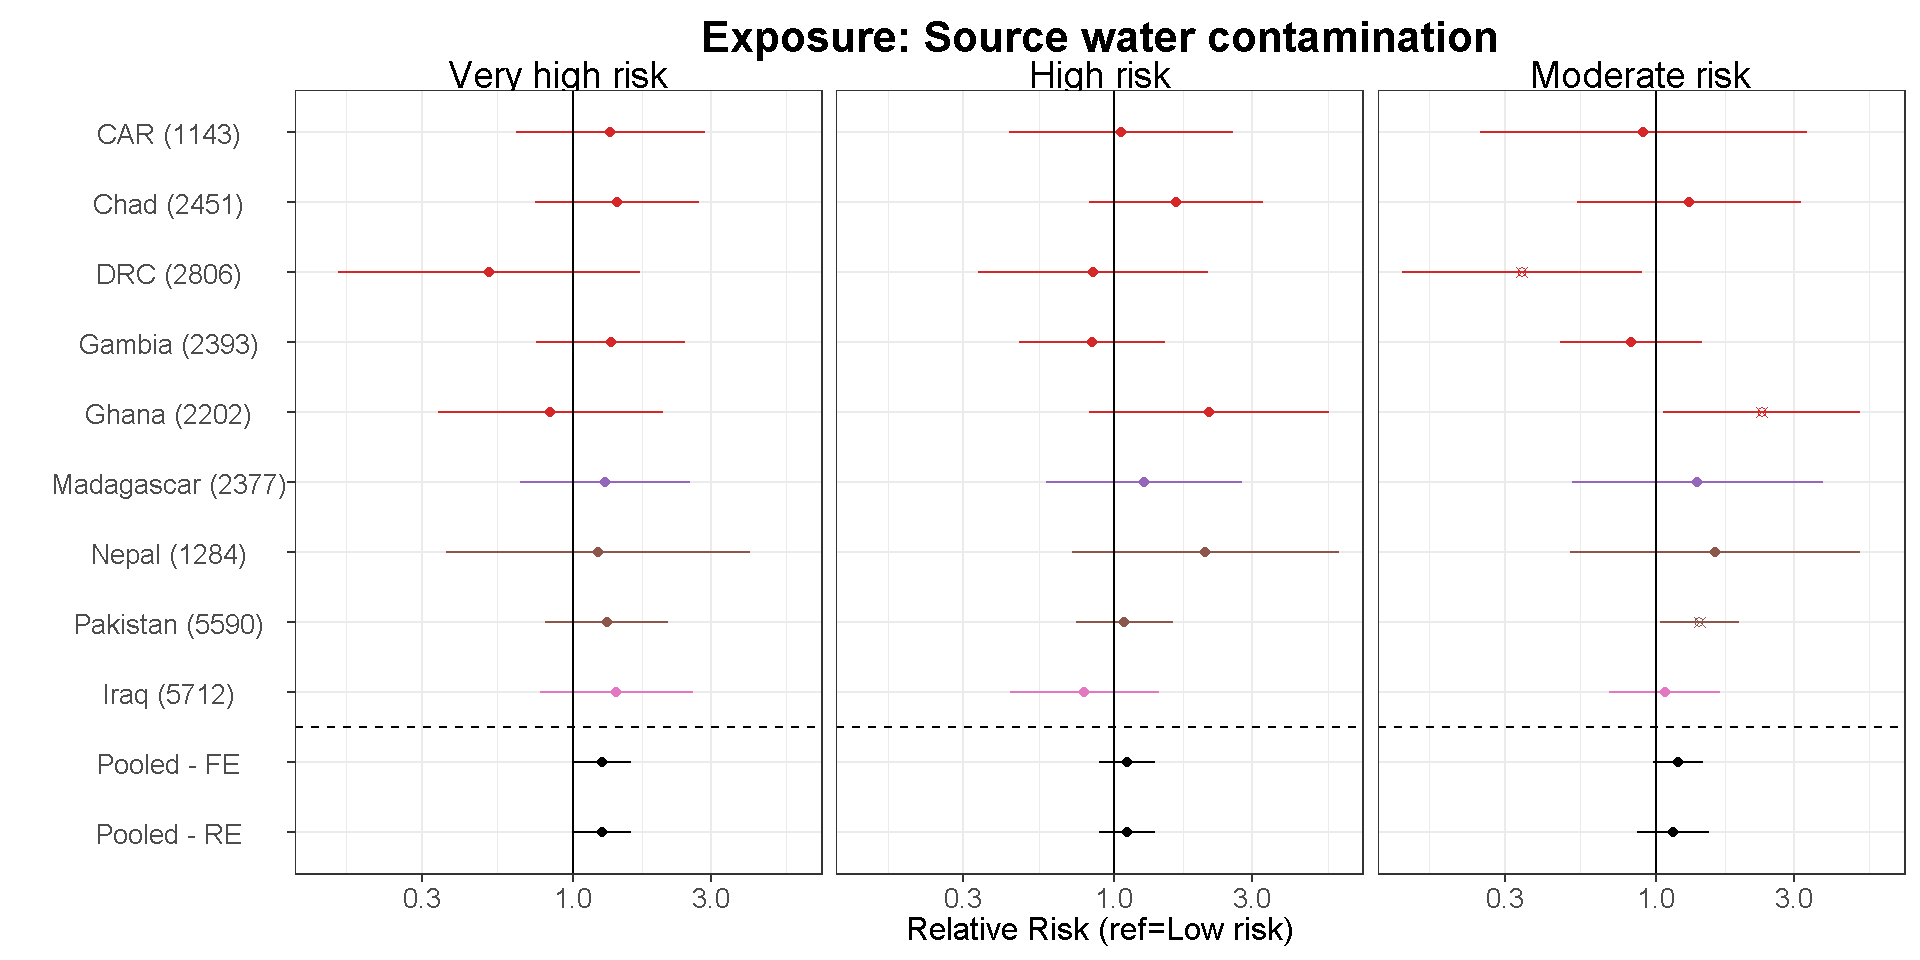 Exposure: Source water contamination
Very high risk
High risk
Moderate risk
CAR (1143)
Chad (2451)
DRC (2806)
Gambia (2393)
Ghana (2202)
Madagascar (2377)
Nepal (1284)
Pakistan (5590)
Iraq (5712)
Pooled - FE
Pooled - RE
0.3 1.0 3.0
0.3 1.0 3.0
0.3 1.0 3.0
Relative Risk (ref=Low risk)